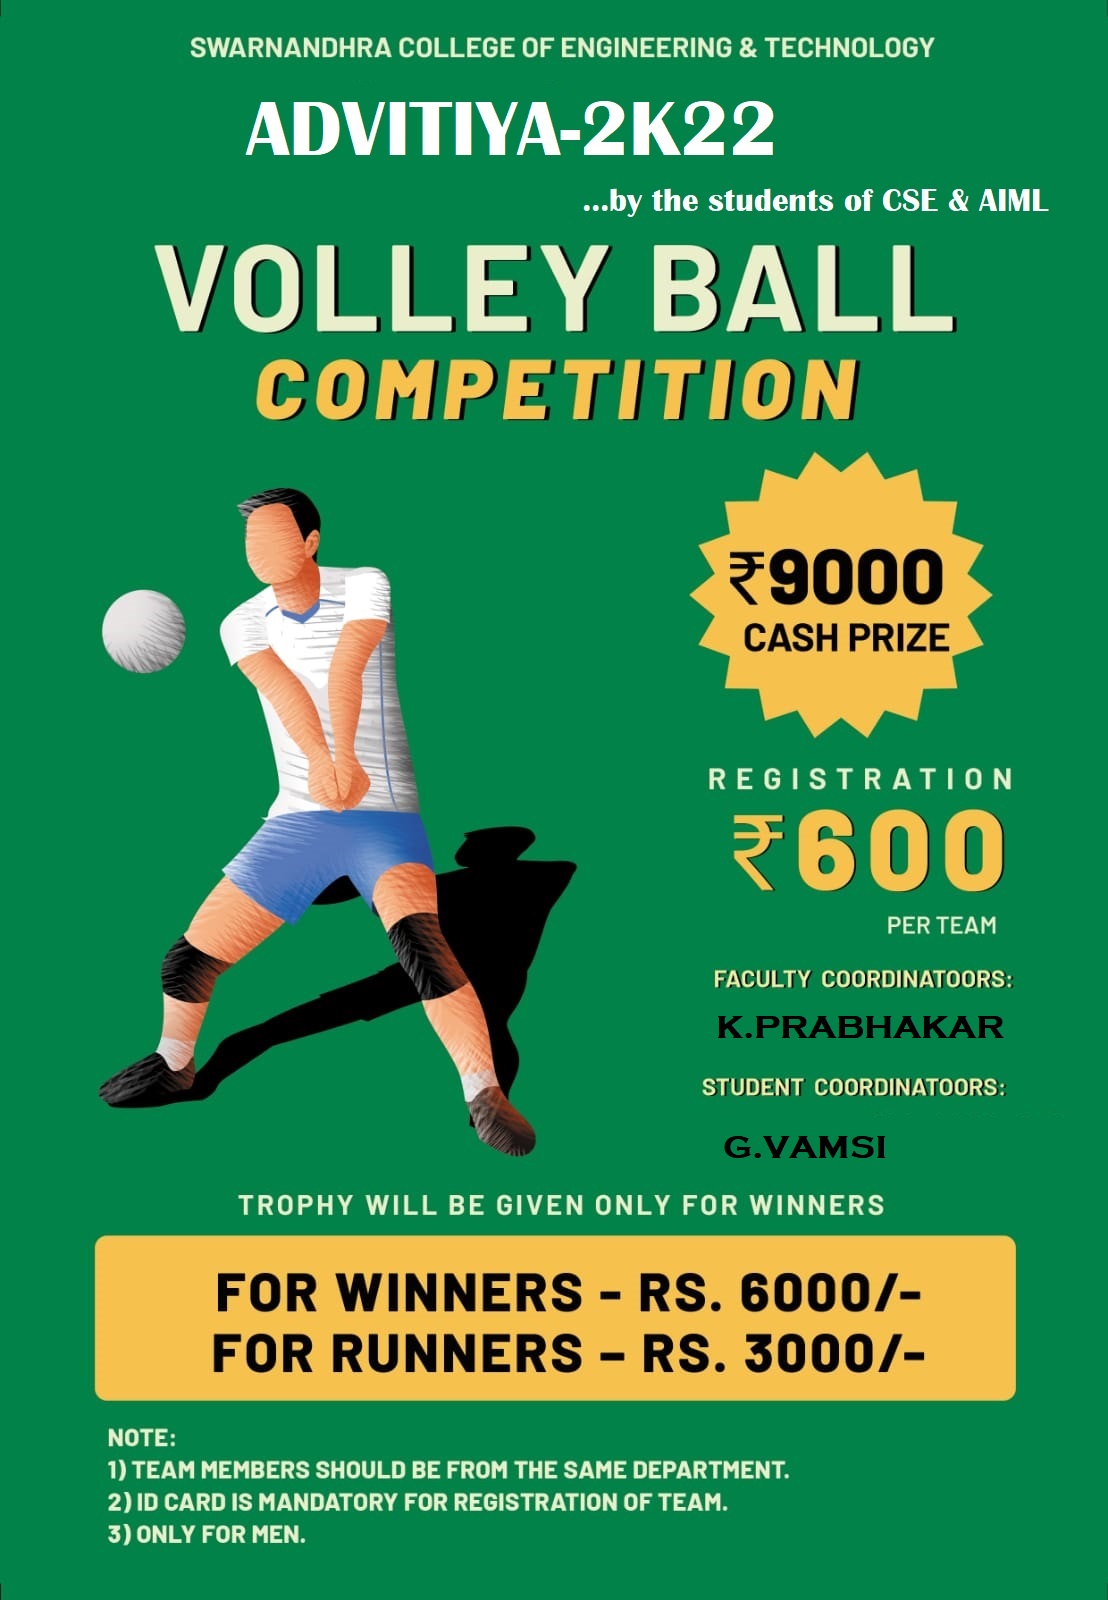 SWARNANDHRA COLLEGE OF ENGINEERING & TECHNOLOGY
ADVITIYA-2K22
...by the students of CSE & AIML
VOLLEY BALL
COMPETITION
₹9000
CASH PRIZE
REGISTRATION
₹600
PER TEAM
FACULTY COORDINATOORS:
K.PRABHAKAR
STUDENT COORDINATOORS:
G.VAMSI
TROPHY WILL BE GIVEN ONLY FOR WINNERS
FOR WINNERS - RS. 6000/-
FOR RUNNERS – RS. 3000/-
NOTE:
1) TEAM MEMBERS SHOULD BE FROM THE SAME DEPARTMENT.
2) ID CARD IS MANDATORY FOR REGISTRATION OF TEAM.
3) ONLY FOR MEN.